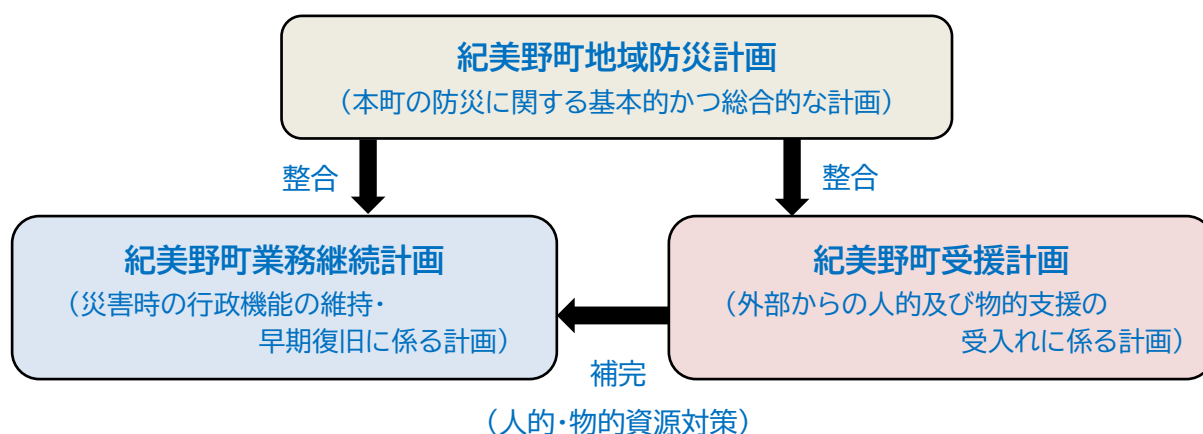 紀美野町地域防災計画
（本町の防災に関する基本的かつ総合的な計画）
整合
整合
紀美野町業務継続計画
（災害時の行政機能の維持・
早期復旧に係る計画）
紀美野町受援計画
（外部からの人的及び物的支援の
受入れに係る計画）
補完
（人的・物的資源対策）